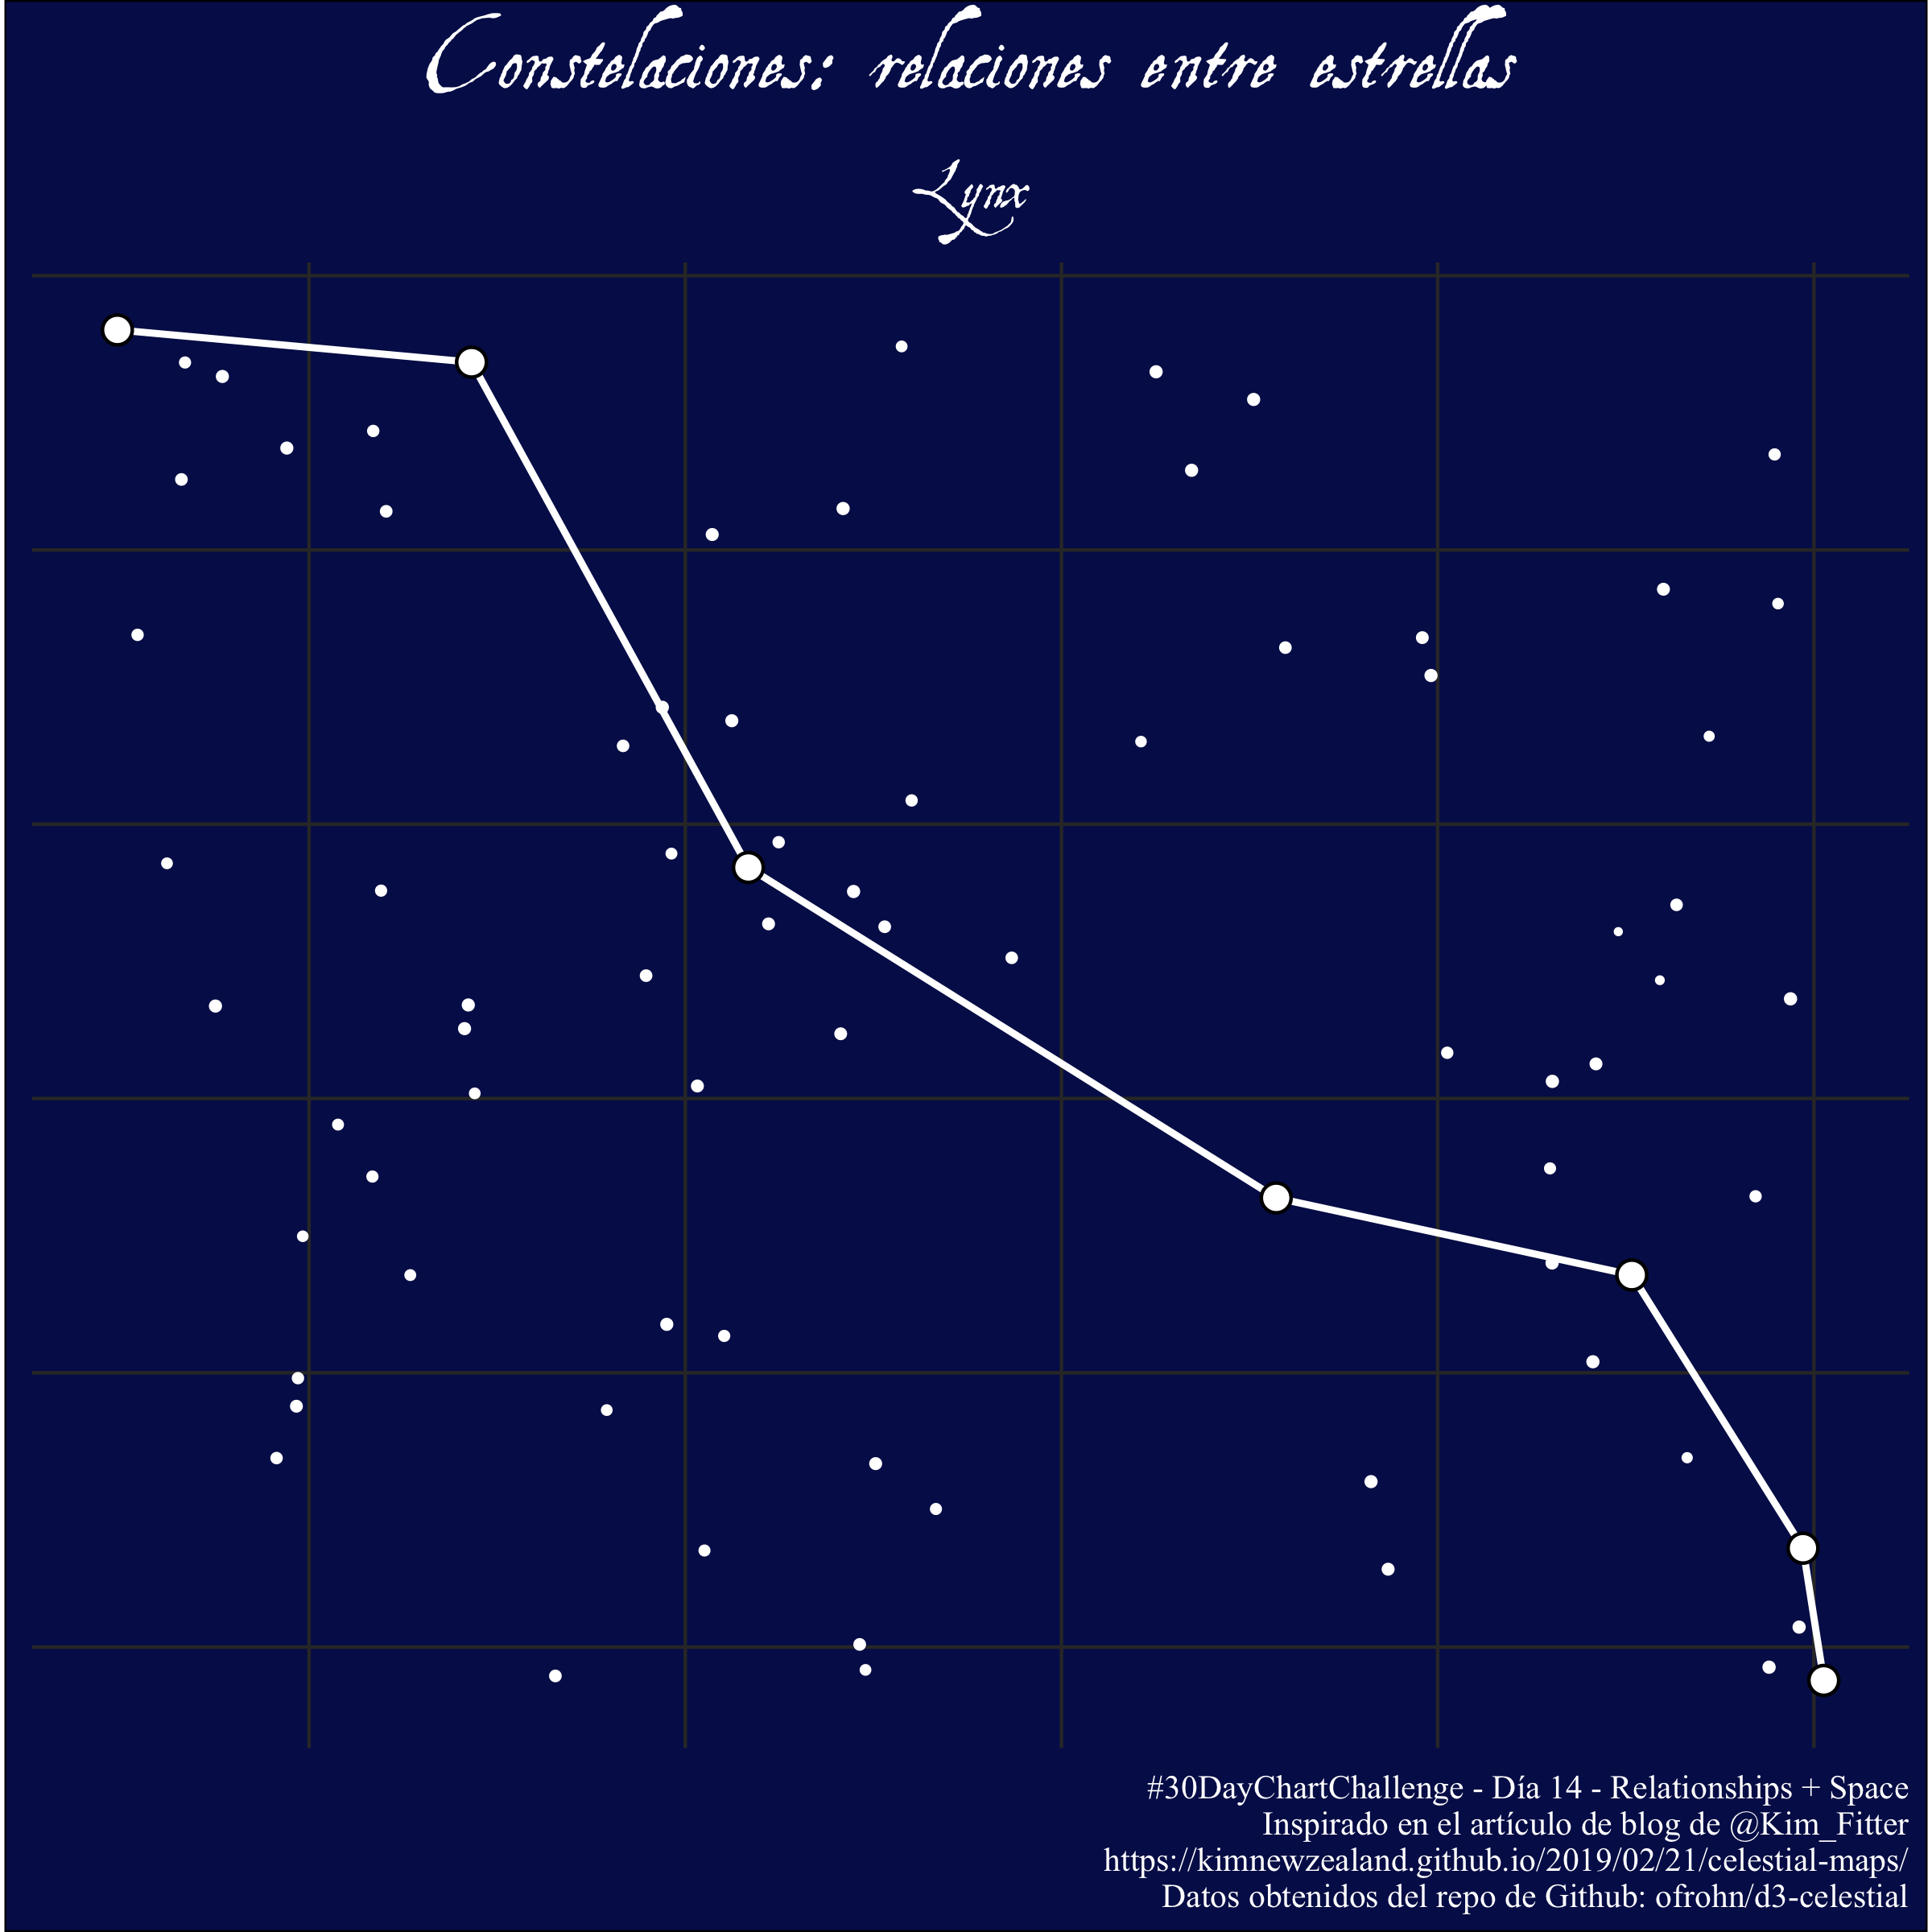 Constelaciones: relaciones entre estrellas
Lynx
#30DayChartChallenge - Día 14 - Relationships + Space
Inspirado en el artículo de blog de @Kim_Fitter
https://kimnewzealand.github.io/2019/02/21/celestial-maps/
Datos obtenidos del repo de Github: ofrohn/d3-celestial